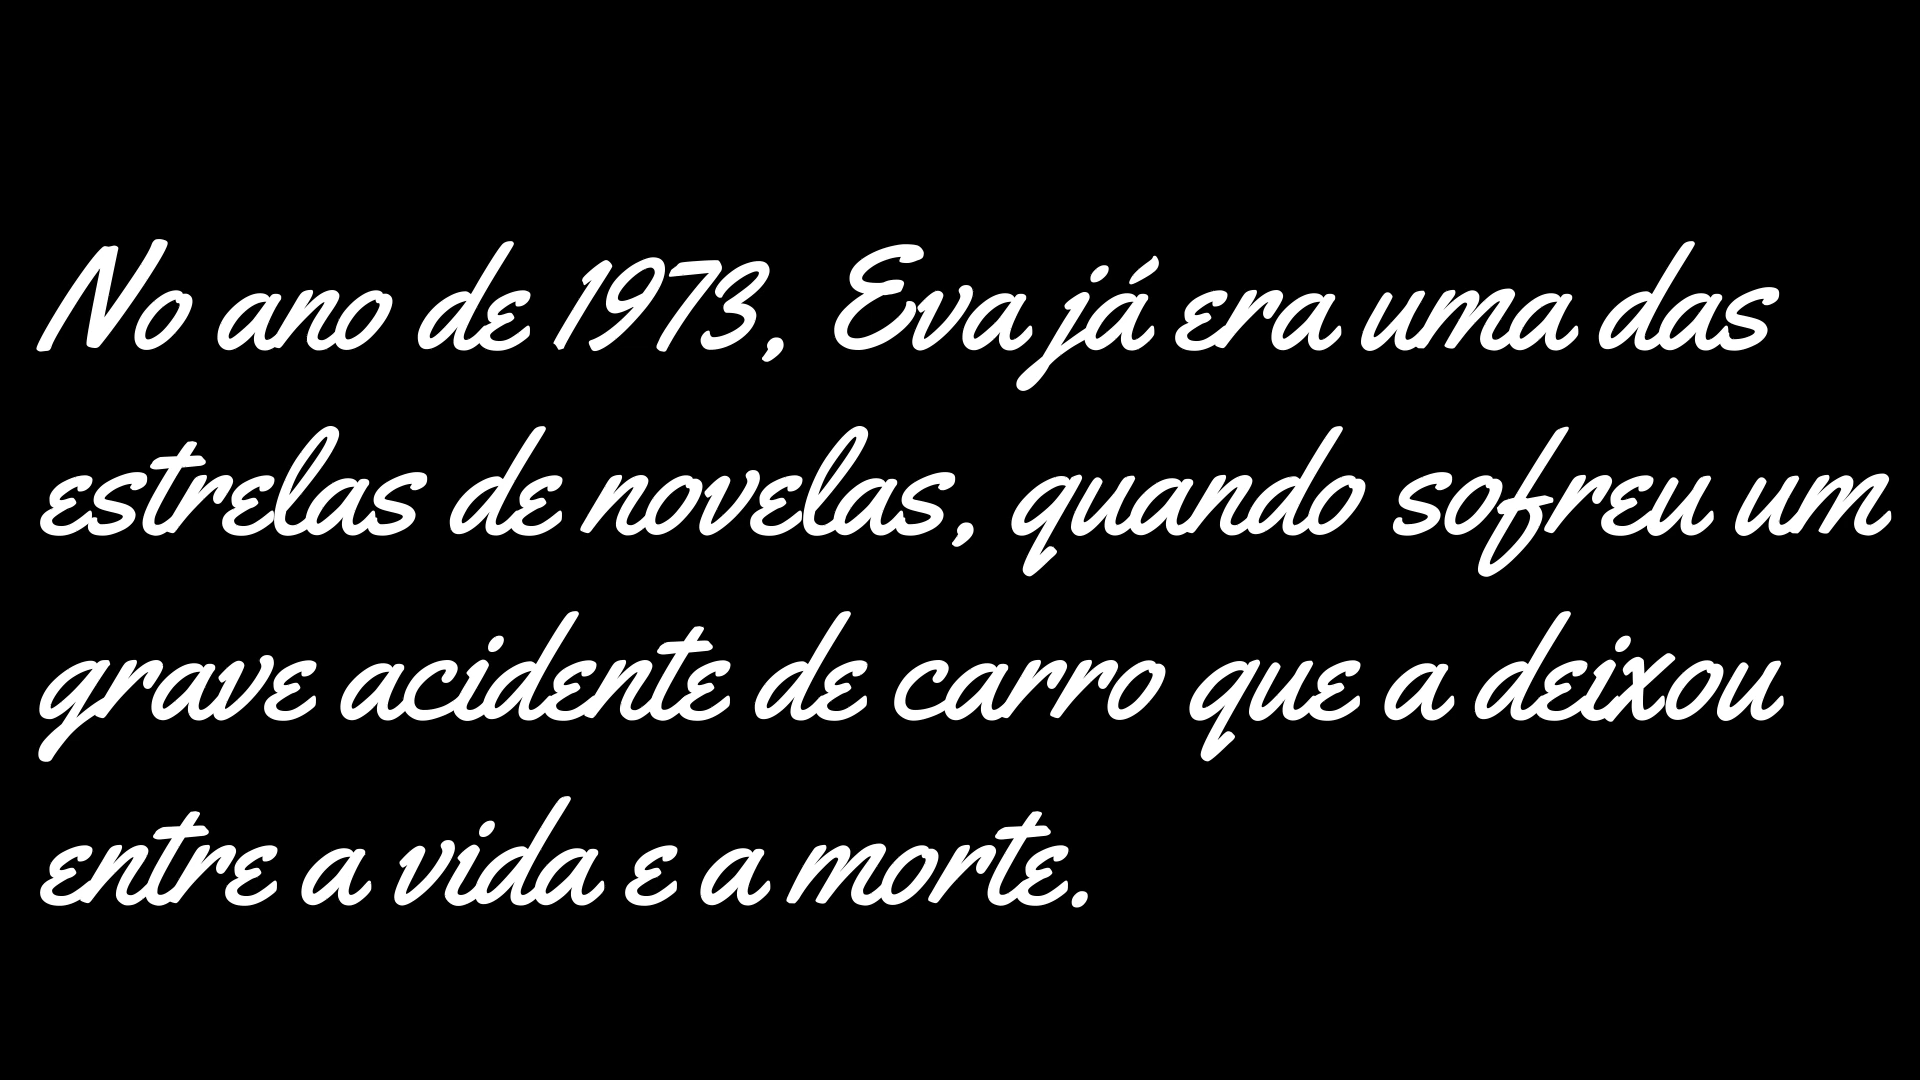 No ano de 1973, Eva já era uma das
estrelas de novelas, quando sofreu um
grave acidente de carro que a deixou
entre a vida e a morte.